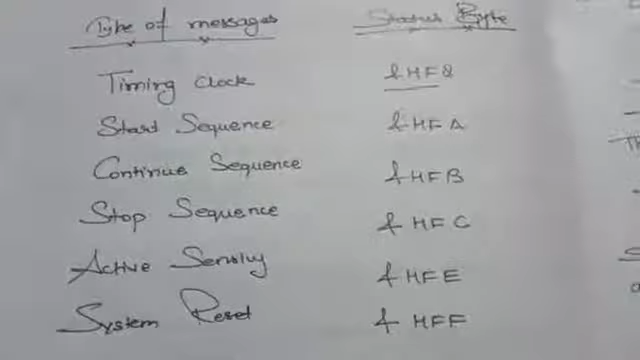 Type of messages Status Byte
Timing Clock &HF8
Start Sequence &HFA
Continue Sequence &HFB
Stop Sequence &HFC
Active Sensing &HFE
System Reset &HFF